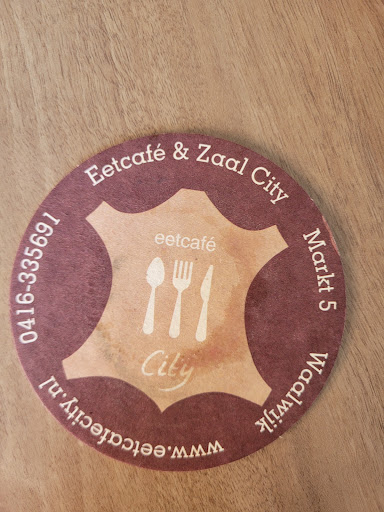 Eetcafé & Zaal City
Markt 5
Waalwijk
www.eetcafecity.nl
0416-335691
eetcafé
City